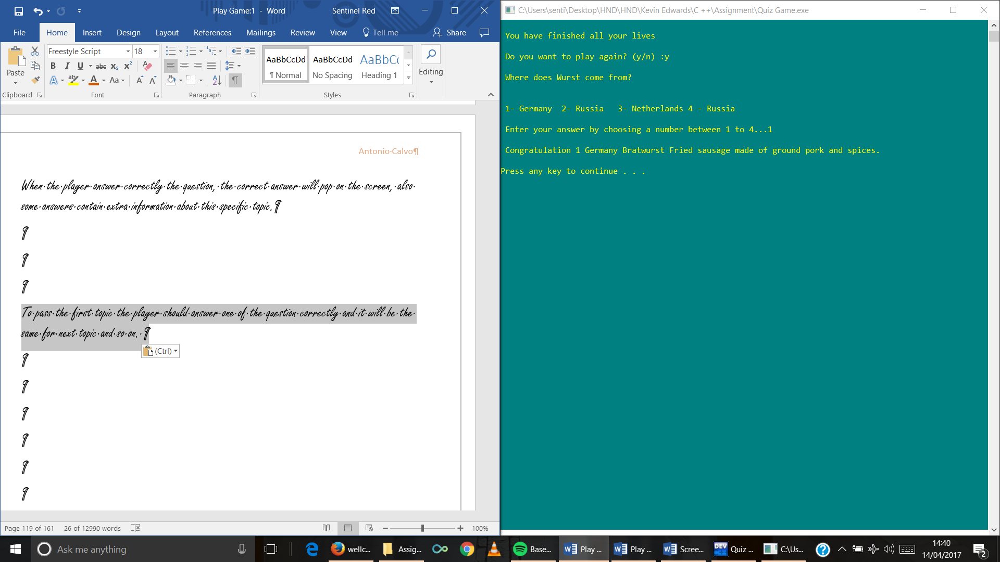 Play Game:1 - Word
Sentinel Red
File Home Insert Design Layout References Mailings Review View Tell me Share
Paste
Freestyle Script 18
B I U abc x₂ x²
A ab A Aa A A
AaBbCcDd AaBbCcDd AaBbCc
¶ Normal No Spacing Heading 1
Editing
Clipboard Font Paragraph Styles
Antonio·Calvo¶
When·the·player·answer·correctly·the·question,·the·correct·answer·will·pop·on·the·screen,·also·
some·answers·contain·extra·information·about·this·specific·topic.¶
¶
¶
¶
To·pass·the·first·topic·the·player·should·answer·one·of·the·question·correctly·and·it·will·be·the·
same·for·next·topic·and·so·on.·¶
(Ctrl)
¶
¶
¶
¶
¶
¶
Page 119 of 161 26 of 12990 words 100%
C:\Users\senti\Desktop\HND\HND\Kevin Edwards\C ++\Assignment\Quiz Game.exe
You have finished all your lives
Do you want to play again? (y/n) :y
Where does Wurst come from?
1- Germany 2- Russia 3- Netherlands 4 - Russia
Enter your answer by choosing a number between 1 to 4...1
Congratulation 1 Germany Bratwurst Fried sausage made of ground pork and spices.
Press any key to continue . . .
Ask me anything
wellc...
Assig...
Base...
Play ...
Play ...
Scree...
DEV
Quiz ...
C:\Us...
14:40
14/04/2017
2